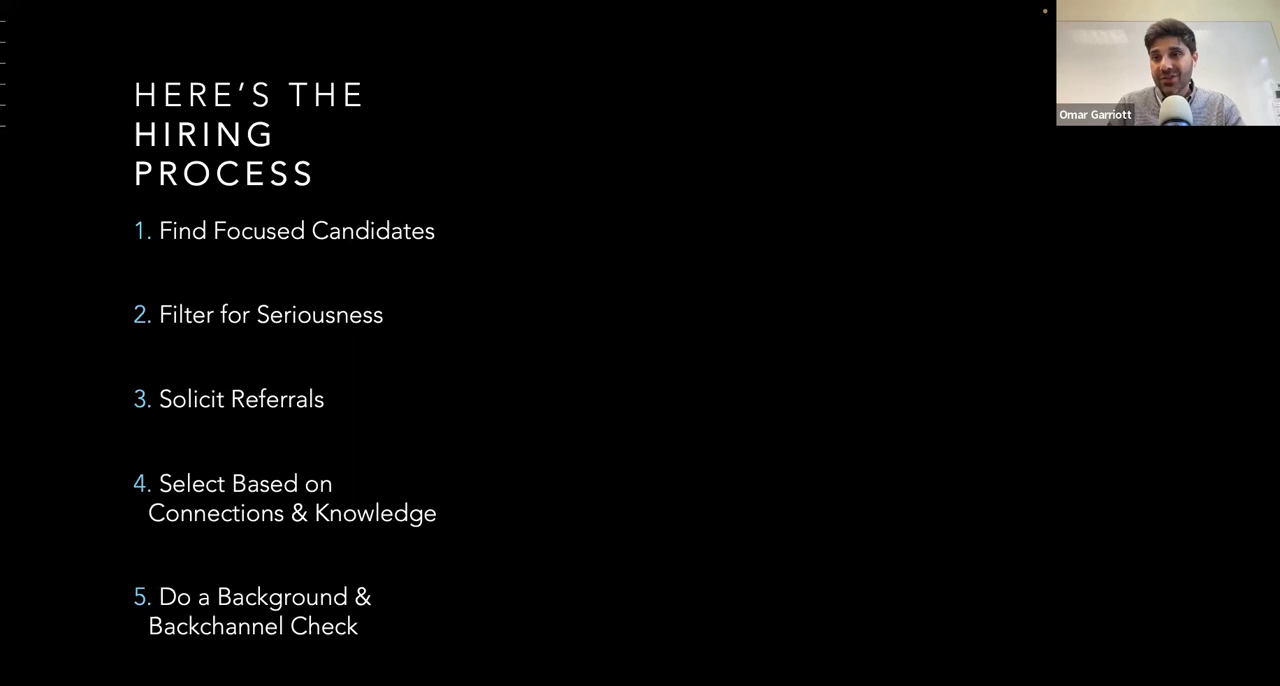 HERE'S THE
HIRING
PROCESS
1. Find Focused Candidates
2. Filter for Seriousness
3. Solicit Referrals
4. Select Based on
Connections & Knowledge
5. Do a Background &
Backchannel Check
Omar Garriott